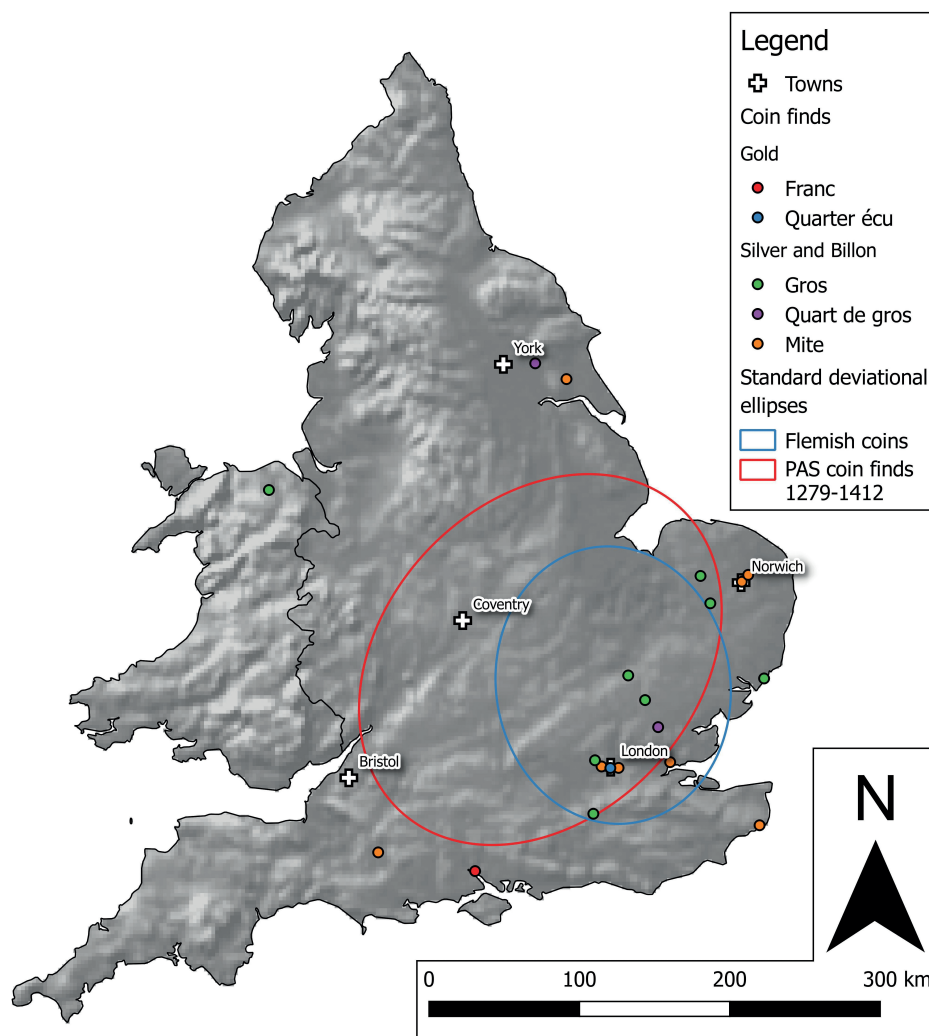 Legend
Towns
Coin finds
Gold
Franc
Quarter écu
Silver and Billon
Gros
Quart de gros
Mite
Standard deviational
ellipses
Flemish coins
PAS coin finds
1279-1412
York
Norwich
Coventry
London
Bristol
N
0 100 200 300 km